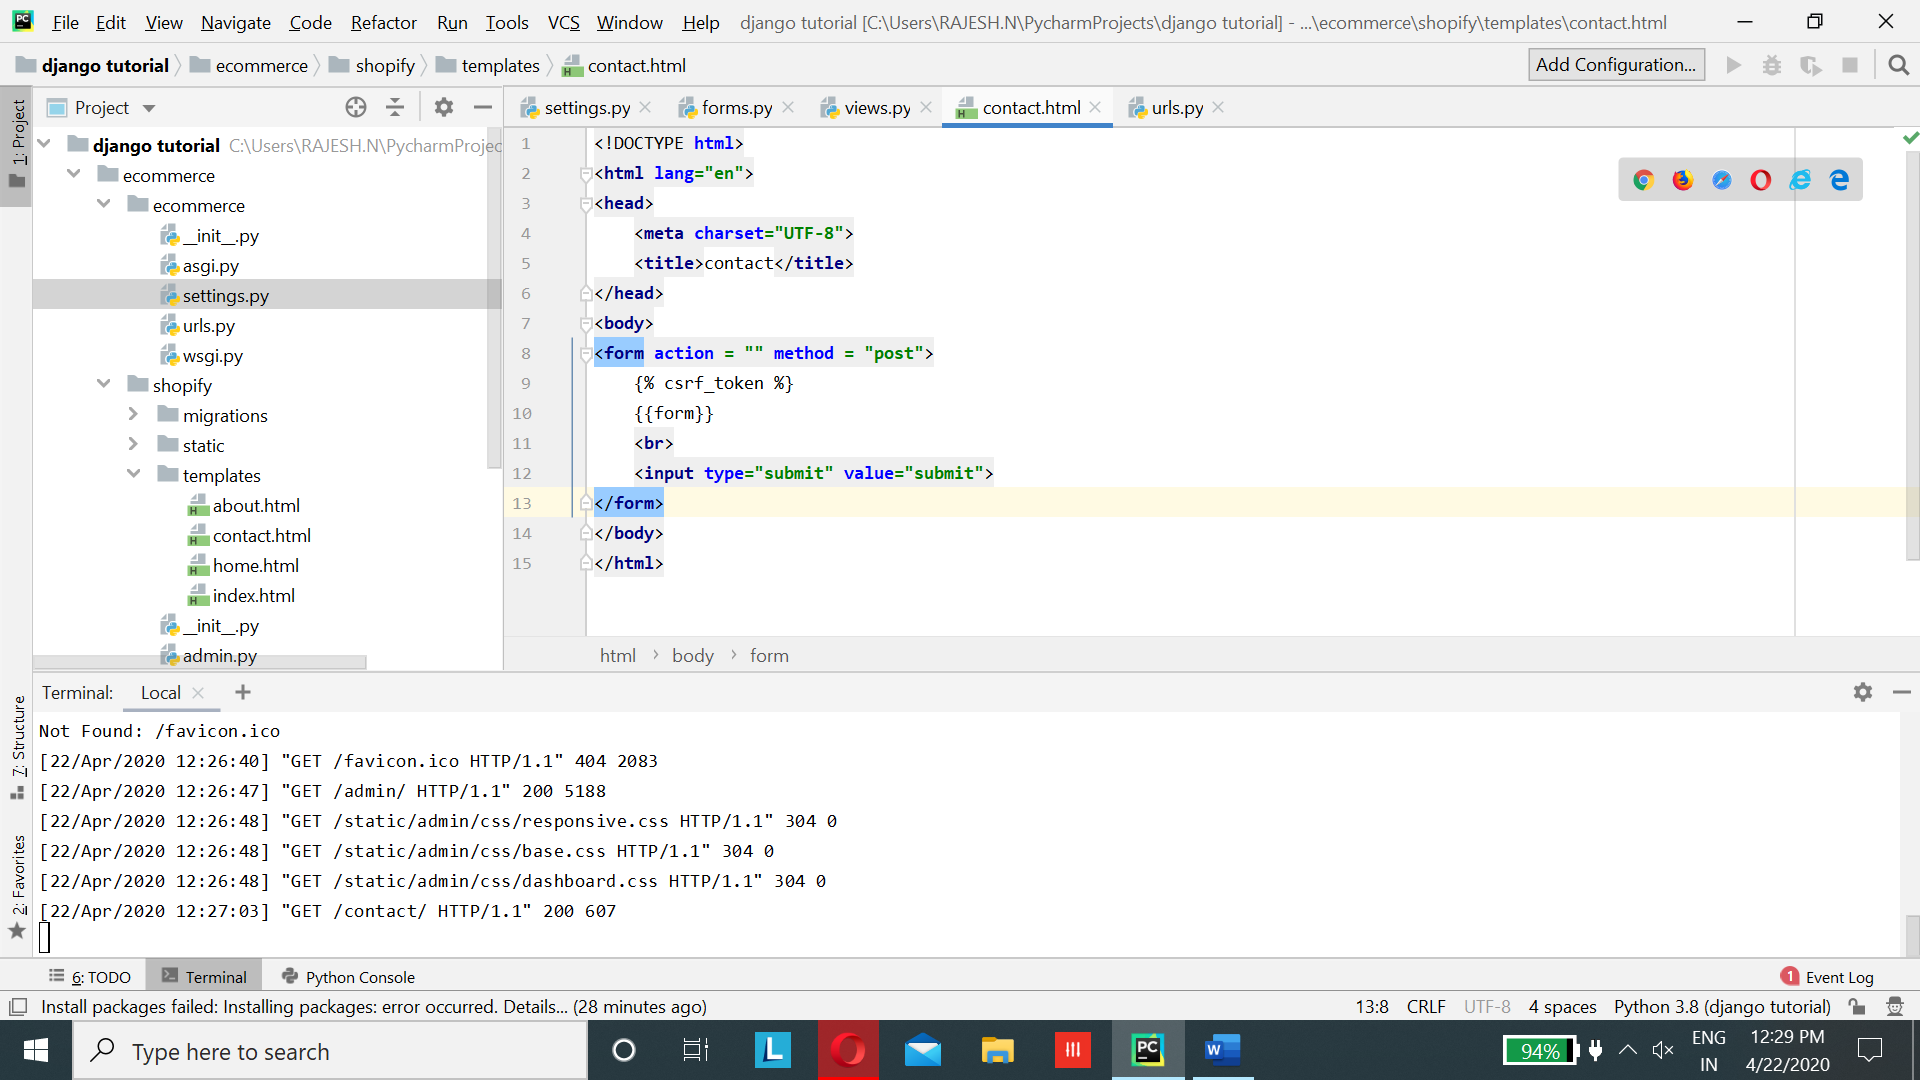 File Edit View Navigate Code Refactor Run Tools VCS Window Help django tutorial [C:\Users\RAJESH.N\PycharmProjects\django tutorial] - ...\ecommerce\shopify\templates\contact.html
django tutorial ecommerce shopify templates contact.html Add Configuration...
1: Project
Project
settings.py forms.py views.py contact.html urls.py
django tutorial C:\Users\RAJESH.N\PycharmProjec
ecommerce
ecommerce
__init__.py
asgi.py
settings.py
urls.py
wsgi.py
shopify
migrations
static
templates
about.html
contact.html
home.html
index.html
__init__.py
admin.py
1 <!DOCTYPE html>
2 <html lang="en">
3 <head>
4 <meta charset="UTF-8">
5 <title>contact</title>
6 </head>
7 <body>
8 <form action = "" method = "post">
9 {% csrf_token %}
10 {{form}}
11 <br>
12 <input type="submit" value="submit">
13 </form>
14 </body>
15 </html>
html body form
Terminal: Local
7: Structure
2: Favorites
Not Found: /favicon.ico
[22/Apr/2020 12:26:40] "GET /favicon.ico HTTP/1.1" 404 2083
[22/Apr/2020 12:26:47] "GET /admin/ HTTP/1.1" 200 5188
[22/Apr/2020 12:26:48] "GET /static/admin/css/responsive.css HTTP/1.1" 304 0
[22/Apr/2020 12:26:48] "GET /static/admin/css/base.css HTTP/1.1" 304 0
[22/Apr/2020 12:26:48] "GET /static/admin/css/dashboard.css HTTP/1.1" 304 0
[22/Apr/2020 12:27:03] "GET /contact/ HTTP/1.1" 200 607
6: TODO Terminal Python Console 1 Event Log
Install packages failed: Installing packages: error occurred. Details... (28 minutes ago) 13:8 CRLF UTF-8 4 spaces Python 3.8 (django tutorial)
Type here to search L PC W 94% ENG 12:29 PM
IN 4/22/2020